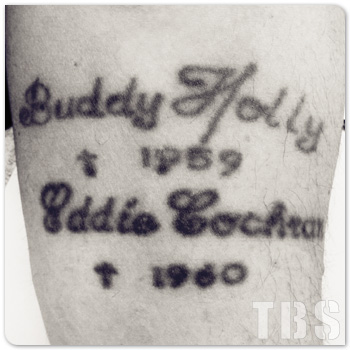 Buddy Holly
† 1959
Eddie Cochran
† 1960
TBS